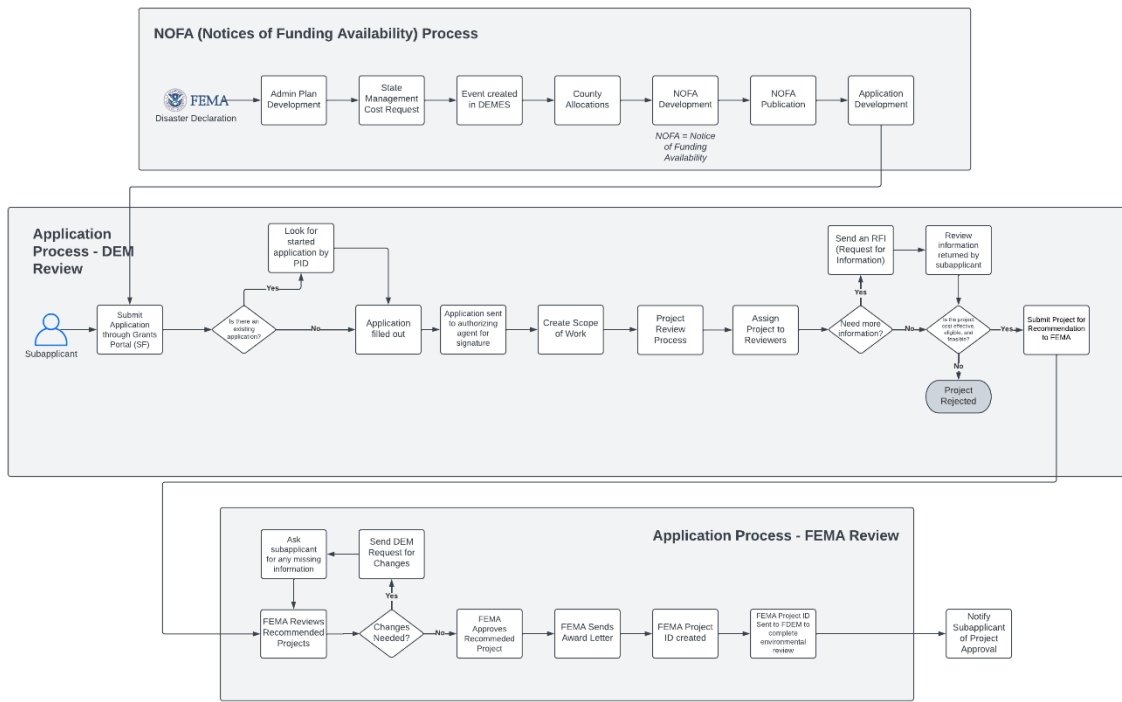 NOFA (Notices of Funding Availability) Process
FEMA
Disaster Declaration
Admin Plan
Development
State
Management
Cost Request
Event created
in DEMES
County
Allocations
NOFA
Development
NOFA = Notice
of Funding
Availability
NOFA
Publication
Application
Development
Application
Process - DEM
Review
Subapplicant
Submit
Application
through Grants
Portal (SF)
Is there an
existing
application?
Yes
Look for
started
application by
PID
No
Application
filled out
Application sent
to authorizing
agent for
signature
Create Scope
of Work
Project
Review
Process
Assign
Project to
Reviewers
Need more
information?
Yes
Send an RFI
(Request for
Information)
Review
information
returned by
subapplicant
No
Is the project
cost effective,
eligible, and
feasible?
Yes
No
Project
Rejected
Submit Project for
Recommendation
to FEMA
Application Process - FEMA Review
Ask
subapplicant
for any missing
information
Send DEM
Request for
Changes
Yes
FEMA Reviews
Recommended
Projects
Changes
Needed?
No
FEMA
Approves
Recommeded
Project
FEMA Sends
Award Letter
FEMA Project
ID created
FEMA Project ID
Sent to FDEM to
complete
environmental
review
Notify
Subapplicant
of Project
Approval